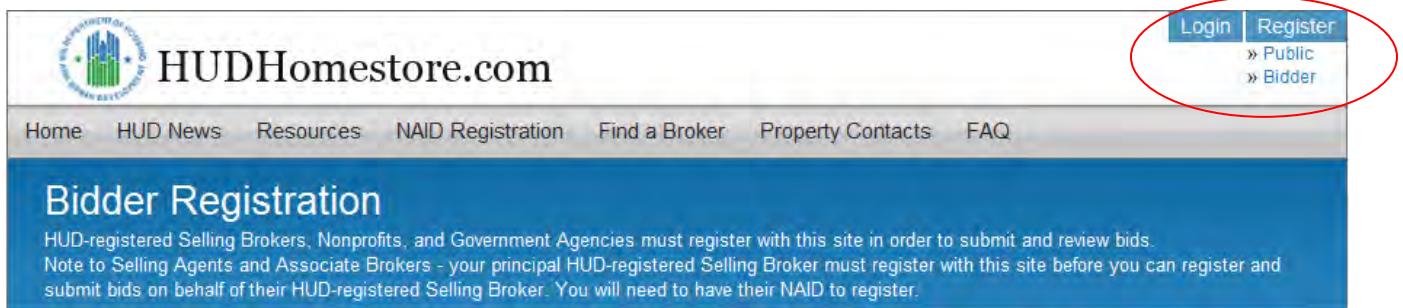 Login Register
» Public
» Bidder
HUDHomestore.com
Home HUD News Resources NAID Registration Find a Broker Property Contacts FAQ
Bidder Registration
HUD-registered Selling Brokers, Nonprofits, and Government Agencies must register with this site in order to submit and review bids.
Note to Selling Agents and Associate Brokers - your principal HUD-registered Selling Broker must register with this site before you can register and
submit bids on behalf of their HUD-registered Selling Broker. You will need to have their NAID to register.